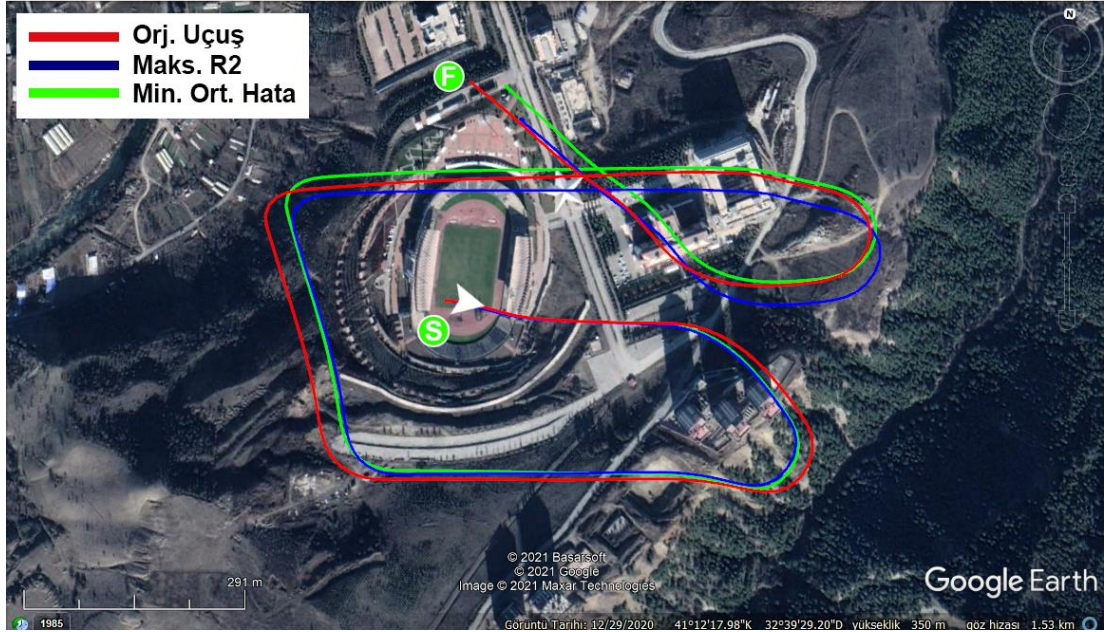 Orj. Uçuş
Maks. R2
Min. Ort. Hata
N
F
S
© 2021 Basarsoft
© 2021 Google
Image © 2021 Maxar Technologies
291 m
Google Earth
1985
Görüntü Tarihi: 12/29/2020 41°12'17.98"K 32°39'29.20"D yükseklik 350 m göz hizası 1.53 km